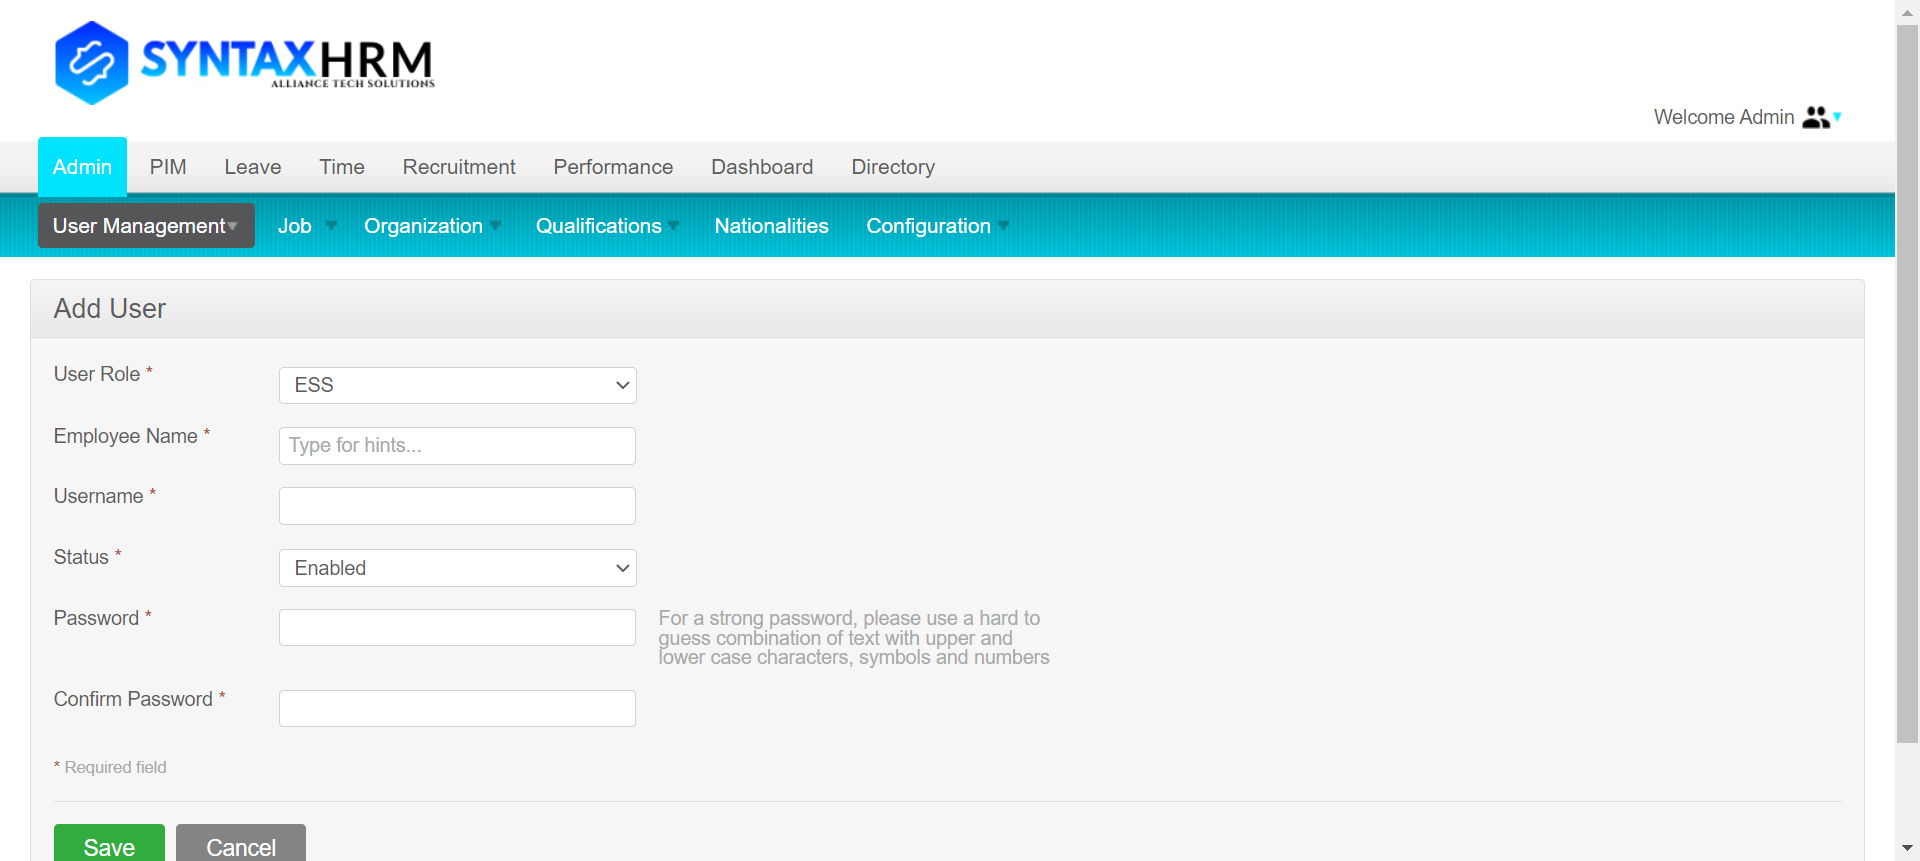 SYNTAXHRM
ALLIANCE TECH SOLUTIONS
Welcome Admin
Admin PIM Leave Time Recruitment Performance Dashboard Directory
User Management Job Organization Qualifications Nationalities Configuration
Add User
User Role *
ESS
Employee Name *
Type for hints...
Username *
Status *
Enabled
Password *
For a strong password, please use a hard to
guess combination of text with upper and
lower case characters, symbols and numbers
Confirm Password *
* Required field
Save Cancel